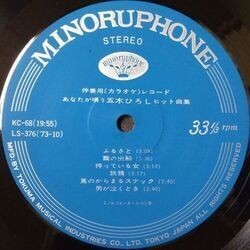 MINORUPHONE
STEREO
minoruphone
伴奏用(カラオケ)レコード
あなたが唄う五木ひろしヒット曲集
KC-68(19:55)
LS-376('73-10)
33⅓ rpm
ふるさと (3:08)
霧の出船 (3:36)
待っている女 (3:14)
旅鴉 (3:17)
蔦のからまるスナック (3:40)
男が泣くとき (3:40)
ミノルフォン・オーケストラ
MFD. BY TOKUMA MUSICAL INDUSTRIES CO., LTD. TOKYO JAPAN ALL RIGHTS RESERVED